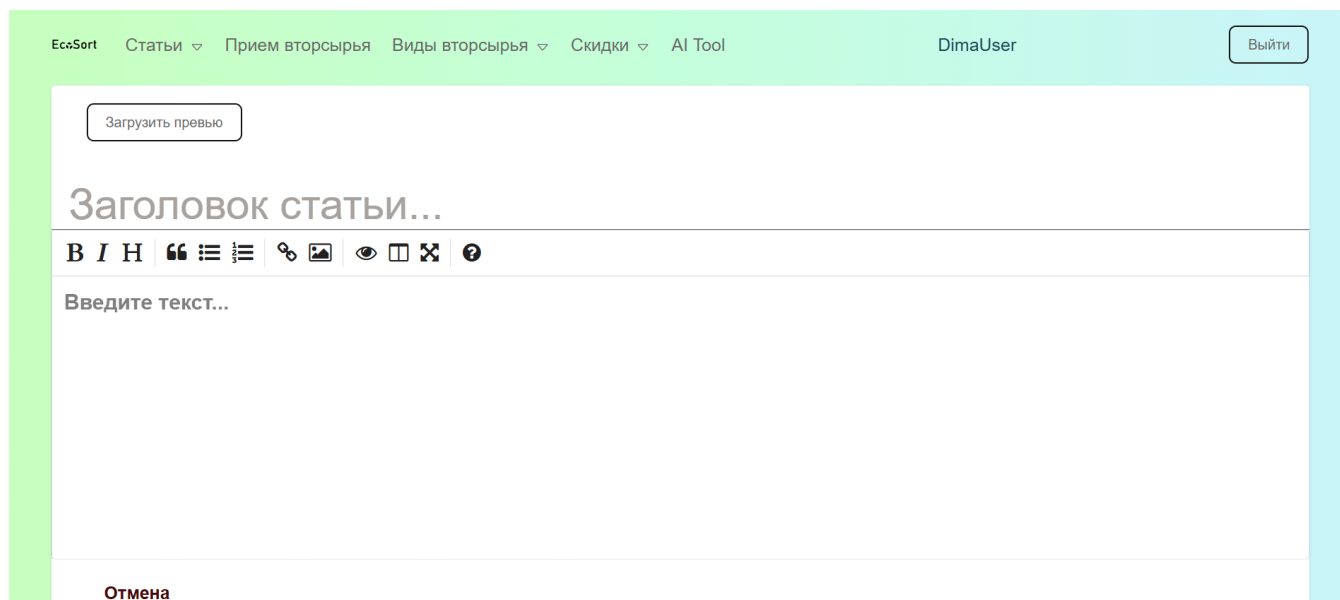 EcoSort Статьи Прием вторсырья Виды вторсырья Скидки AI Tool DimaUser Выйти
Загрузить превью
Заголовок статьи...
B I H
Введите текст...
Отмена